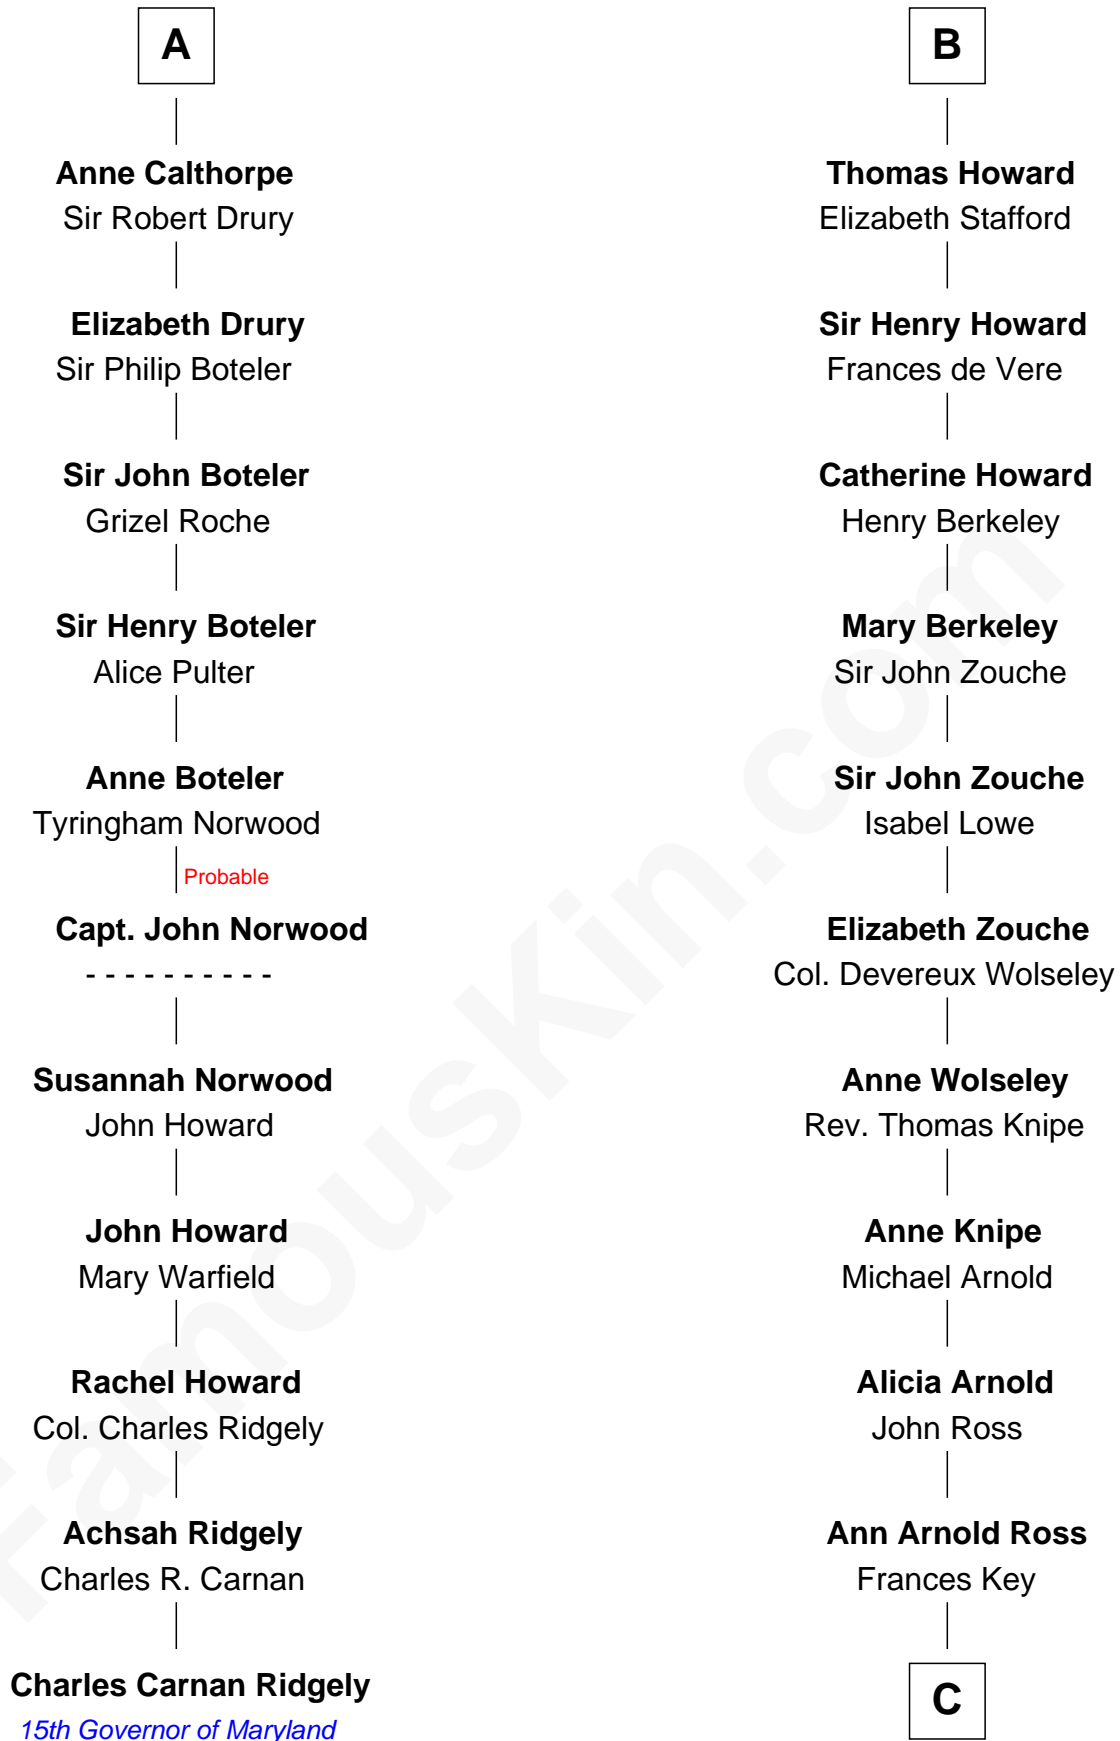 A
Anne Calthorpe
Sir Robert Drury
Elizabeth Drury
Sir Philip Boteler
Sir John Boteler
Grizel Roche
Sir Henry Boteler
Alice Pulter
Anne Boteler
Tyringham Norwood
Probable
Capt. John Norwood
- - - - - - - - - -
Susannah Norwood
John Howard
John Howard
Mary Warfield
Rachel Howard
Col. Charles Ridgely
Achsah Ridgely
Charles R. Carnan
Charles Carnan Ridgely
15th Governor of Maryland
B
Thomas Howard
Elizabeth Stafford
Sir Henry Howard
Frances de Vere
Catherine Howard
Henry Berkeley
Mary Berkeley
Sir John Zouche
Sir John Zouche
Isabel Lowe
Elizabeth Zouche
Col. Devereux Wolseley
Anne Wolseley
Rev. Thomas Knipe
Anne Knipe
Michael Arnold
Alicia Arnold
John Ross
Ann Arnold Ross
Frances Key
C
FamousKin.com